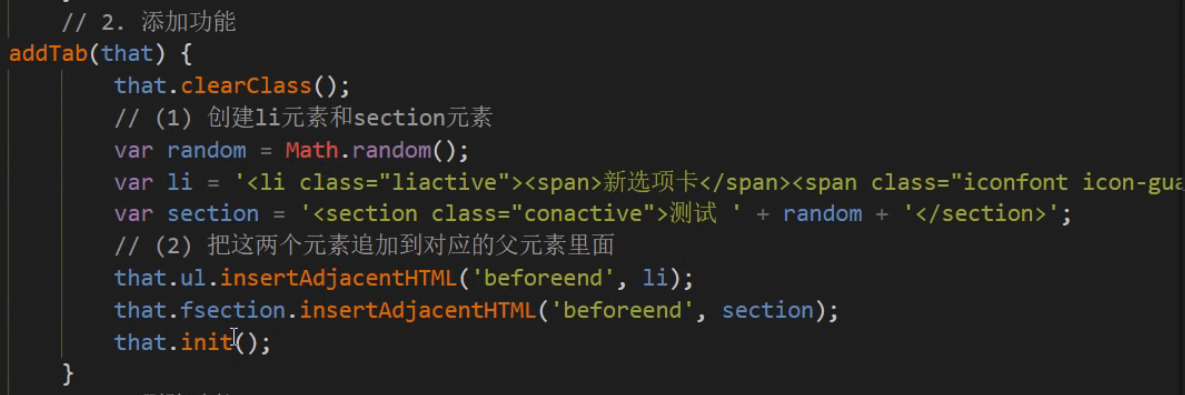 // 2. 添加功能
addTab(that) {
that.clearClass();
// (1) 创建li元素和section元素
var random = Math.random();
var li = '<li class="liactive"><span>新选项卡</span><span class="iconfont icon-gua
var section = '<section class="conactive">测试 ' + random + '</section>';
// (2) 把这两个元素追加到对应的父元素里面
that.ul.insertAdjacentHTML('beforeend', li);
that.fsection.insertAdjacentHTML('beforeend', section);
that.init();
}